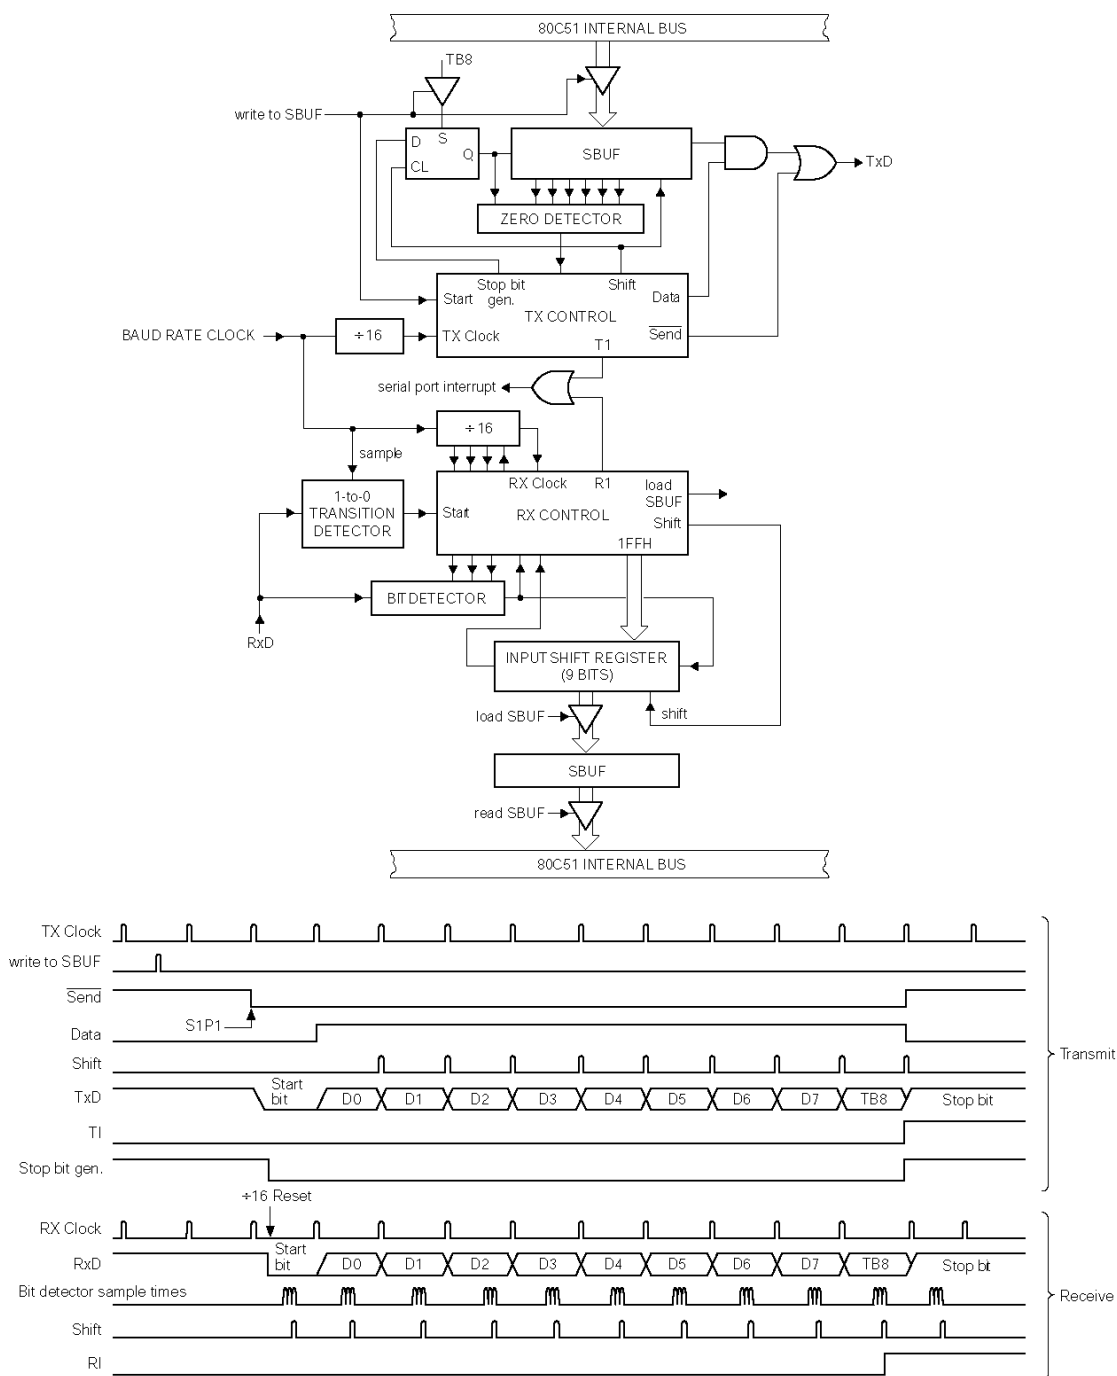 80C51 INTERNAL BUS
TB8
write to SBUF
D
S
Q
CL
SBUF
TxD
ZERO DETECTOR
Stop bit
gen.
Shift
Start
Data
TX CONTROL
BAUD RATE CLOCK
÷16
TX Clock
Send
T1
serial port interrupt
÷16
sample
RX Clock
R1
load
SBUF
1-to-0
TRANSITION
DETECTOR
Start
RX CONTROL
Shift
1FFH
BIT DETECTOR
RxD
INPUT SHIFT REGISTER
(9 BITS)
load SBUF
shift
SBUF
read SBUF
80C51 INTERNAL BUS
TX Clock
write to SBUF
Send
S1P1
Data
Shift
Transmit
TxD
Start
bit
D0 D1 D2 D3 D4 D5 D6 D7 TB8 Stop bit
TI
Stop bit gen.
÷16 Reset
RX Clock
RxD
Start
bit
D0 D1 D2 D3 D4 D5 D6 D7 TB8 Stop bit
Bit detector sample times
Receive
Shift
RI